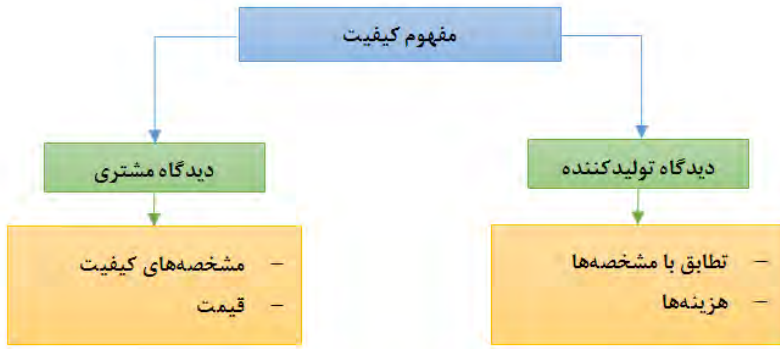 مفهوم کیفیت
دیدگاه تولیدکننده
دیدگاه مشتری
– تطابق با مشخصه‌ها
– هزینه‌ها
– مشخصه‌های کیفیت
– قیمت